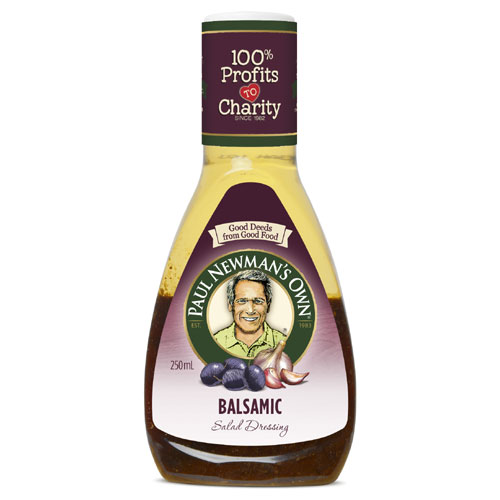 100%
Profits
TO
Charity
SINCE 1982
Good Deeds
from Good Food
PAUL NEWMAN'S OWN
EST. 1983
250mL
BALSAMIC
Salad Dressing